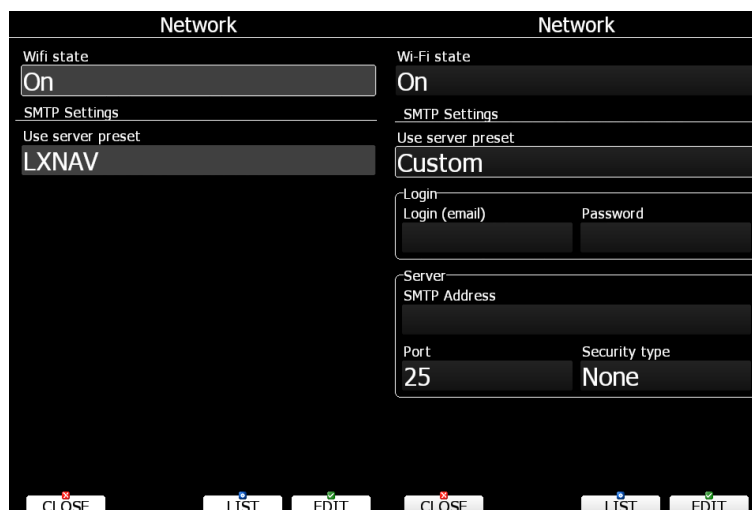 Network
Wifi state
On
SMTP Settings
Use server preset
LXNAV
CLOSE
LIST
EDIT
Network
Wi-Fi state
On
SMTP Settings
Use server preset
Custom
Login
Login (email)
Password
Server
SMTP Address
Port
Security type
25
None
CLOSE
LIST
EDIT